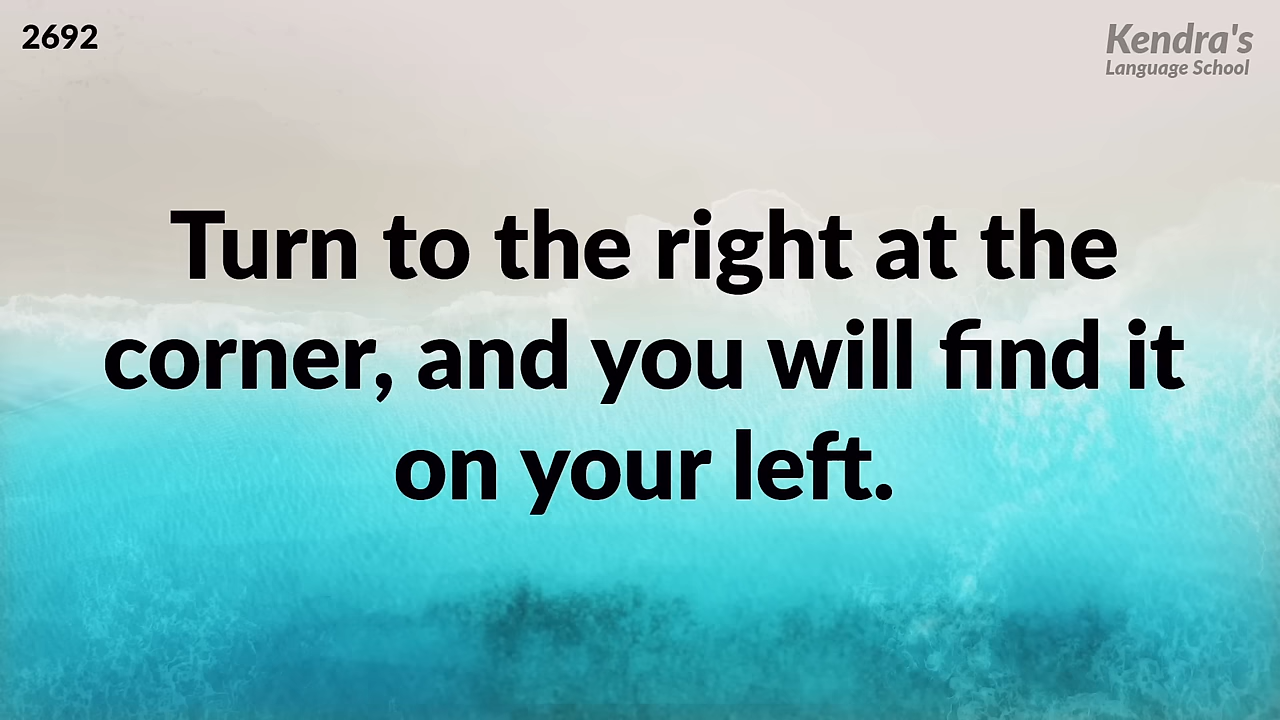 2692
Kendra's
Language School
Turn to the right at the
corner, and you will find it
on your left.